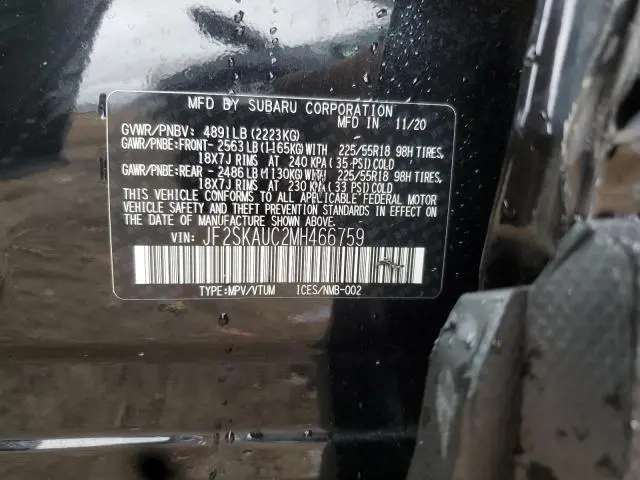 MFD BY SUBARU CORPORATION
MFD IN 11/20
GVWR/PNBV: 4891LB (2223KG)
GAWR/PNBE:FRONT- 2563LB(1165KG)WITH 225/55R18 98H TIRES,
18X7J RIMS AT 240 KPA(35 PSI)COLD
GAWR/PNBE:REAR - 2486LB(1130KG)WITH 225/55R18 98H TIRES,
18X7J RIMS AT 230 KPA(33 PSI)COLD
THIS VEHICLE CONFORMS TO ALL APPLICABLE FEDERAL MOTOR
VEHICLE SAFETY AND THEFT PREVENTION STANDARDS IN EFFECT ON
THE DATE OF MANUFACTURE SHOWN ABOVE.
VIN: JF2SKAUC2MH466759
TYPE:MPV/VTUM ICES/NMB-002